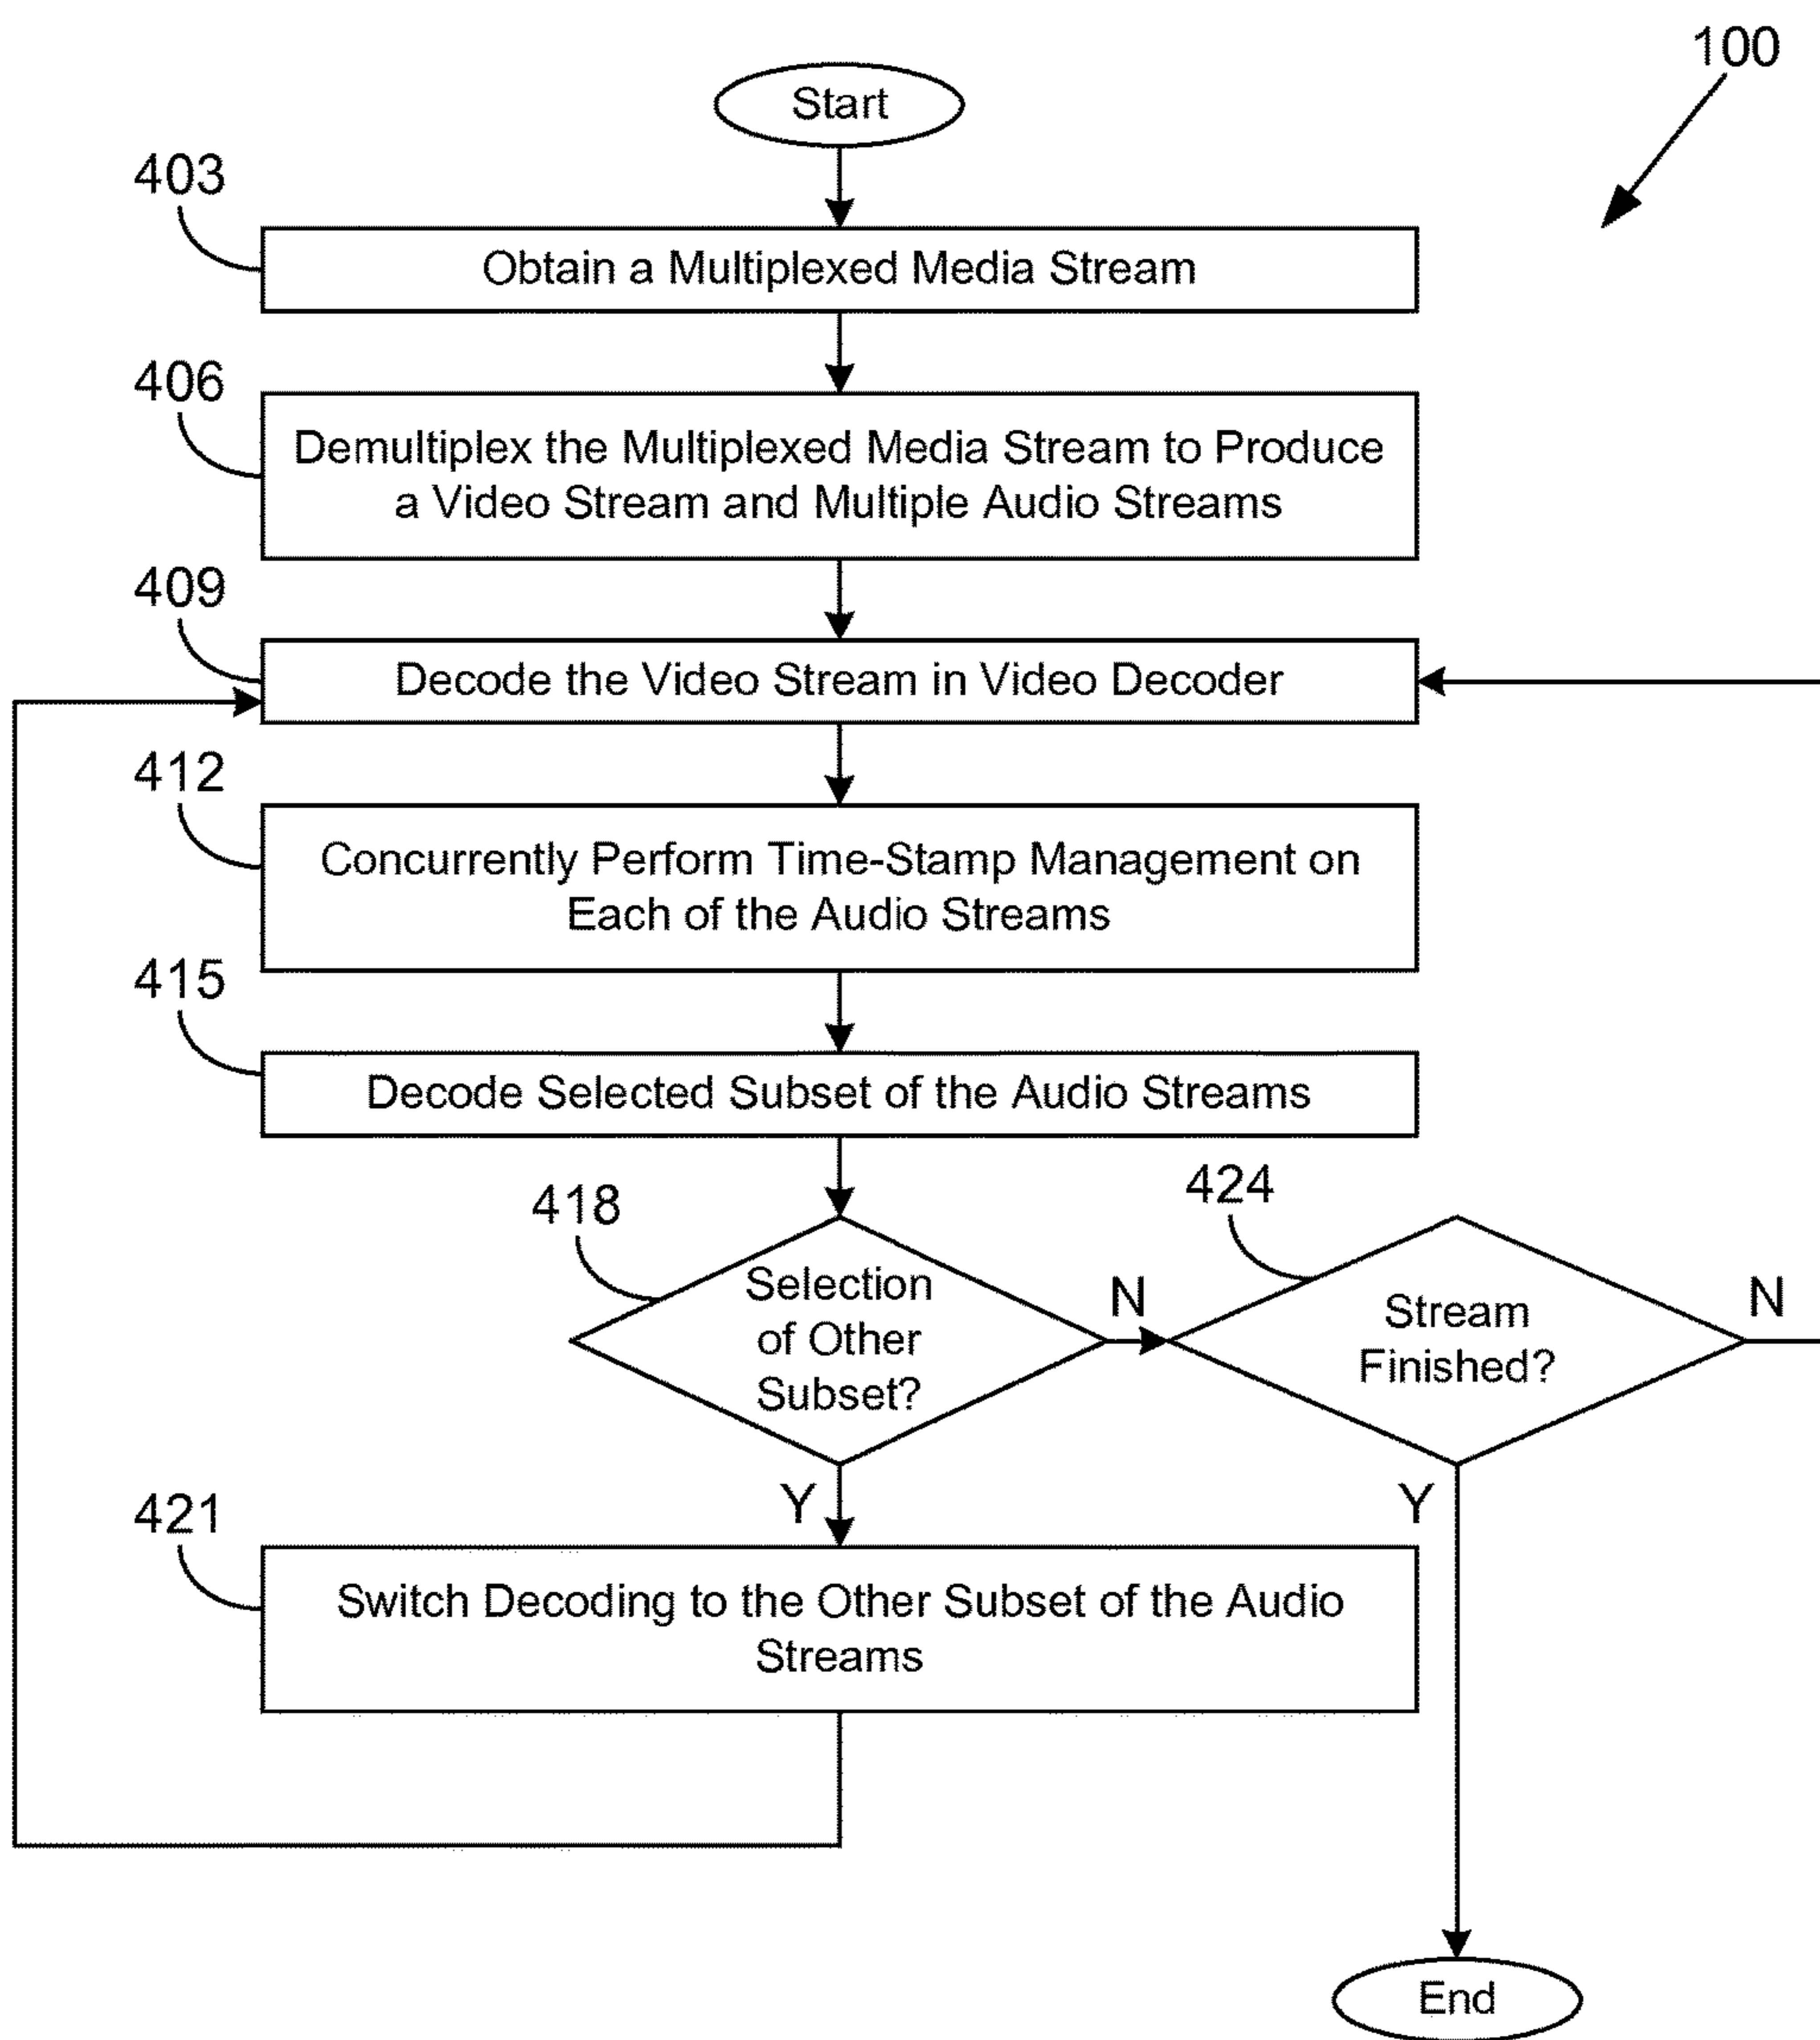 100
Start
403
Obtain a Multiplexed Media Stream
406
Demultiplex the Multiplexed Media Stream to Produce
a Video Stream and Multiple Audio Streams
409
Decode the Video Stream in Video Decoder
412
Concurrently Perform Time-Stamp Management on
Each of the Audio Streams
415
Decode Selected Subset of the Audio Streams
418
Selection
of Other
Subset?
N
424
Stream
Finished?
N
Y
Y
421
Switch Decoding to the Other Subset of the Audio
Streams
End